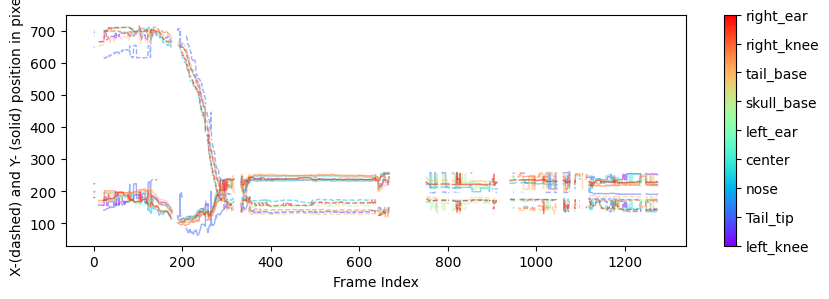 X-(dashed) and Y- (solid) position in pixe
700
600
500
400
300
200
100
0
200
400
600
800
1000
1200
Frame Index
right_ear
right_knee
tail_base
skull_base
left_ear
center
nose
Tail_tip
left_knee